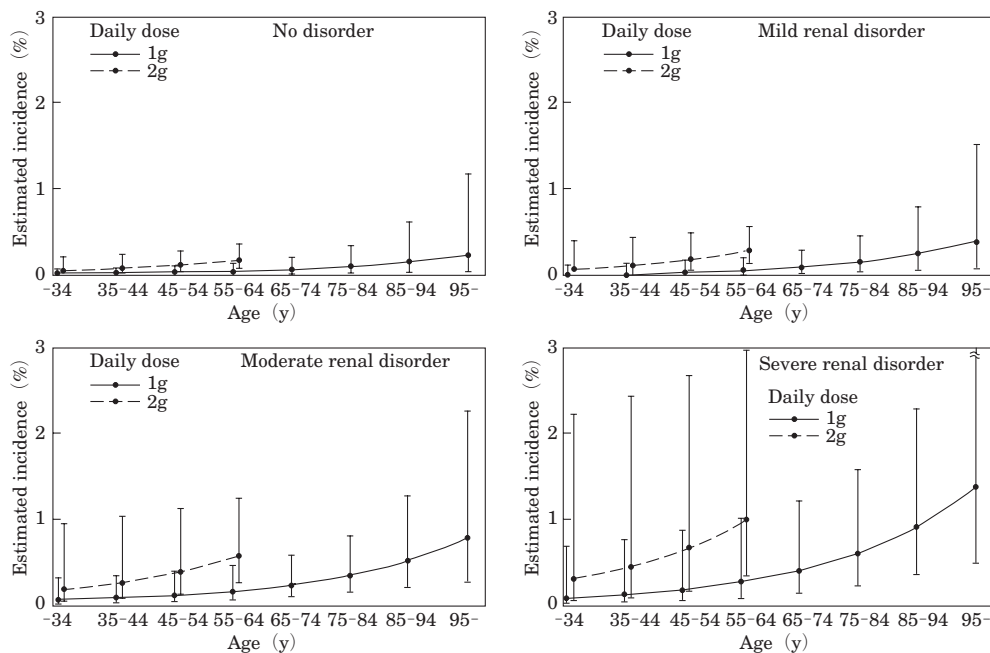 3
Daily dose
No disorder
1g
2g
2
1
0
Estimated incidence (%)
-34 35-44 45-54 55-64 65-74 75-84 85-94 95-
Age (y)
3
Daily dose
Mild renal disorder
1g
2g
2
1
0
Estimated incidence (%)
-34 35-44 45-54 55-64 65-74 75-84 85-94 95-
Age (y)
3
Daily dose
Moderate renal disorder
1g
2g
2
1
0
Estimated incidence (%)
-34 35-44 45-54 55-64 65-74 75-84 85-94 95-
Age (y)
3
Severe renal disorder
Daily dose
1g
2g
2
1
0
Estimated incidence (%)
-34 35-44 45-54 55-64 65-74 75-84 85-94 95-
Age (y)